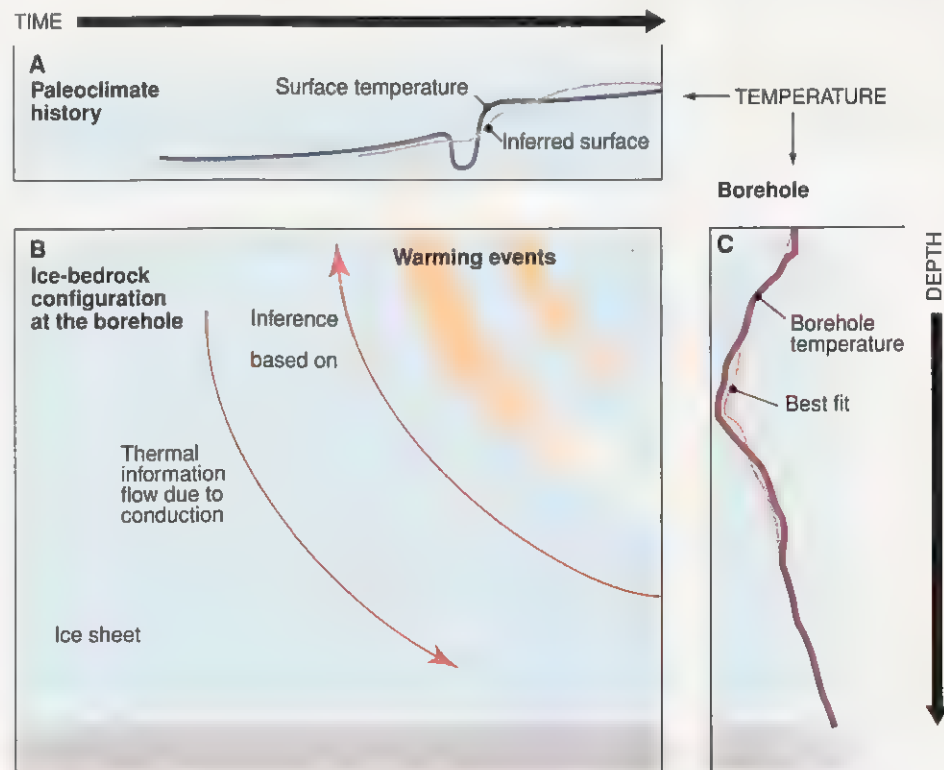 TIME
A
Paleoclimate
history
Surface temperature
Inferred surface
TEMPERATURE
Borehole
B
Ice-bedrock
configuration
at the borehole
Warming events
Inference
based on
Thermal
information
flow due to
conduction
Ice sheet
C
Borehole
temperature
Best fit
DEPTH